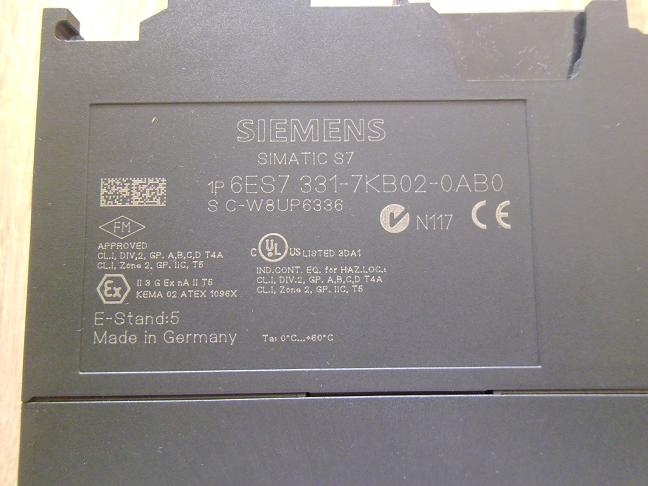 SIEMENS
SIMATIC S7
1P 6ES7 331-7KB02-0AB0
S C-W8UP6336
N117 CE
FM
APPROVED
CL.I, DIV.2, GP. A,B,C,D T4A
CL.I, Zone 2, GP. IIC, T5
C UL US LISTED 3DA1
IND.CONT. EQ. for HAZ.LOC.:
CL.I, DIV.2, GP. A,B,C,D T4A
CL.I, Zone 2, GP. IIC, T5
Ex II 3 G Ex nA II T5
KEMA 02 ATEX 1096X
E-Stand:5
Made in Germany
Ta: 0°C...+60°C